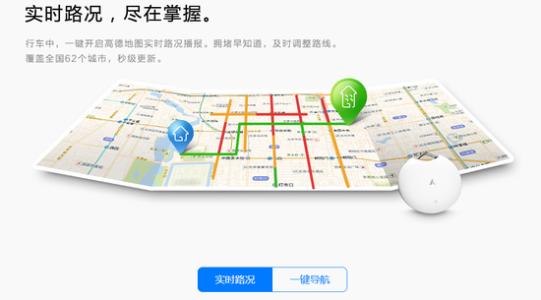 实时路况，尽在掌握。
行车中，一键开启高德地图实时路况播报。拥堵早知道，及时调整路线。
覆盖全国62个城市，秒级更新。
实时路况
一键导航